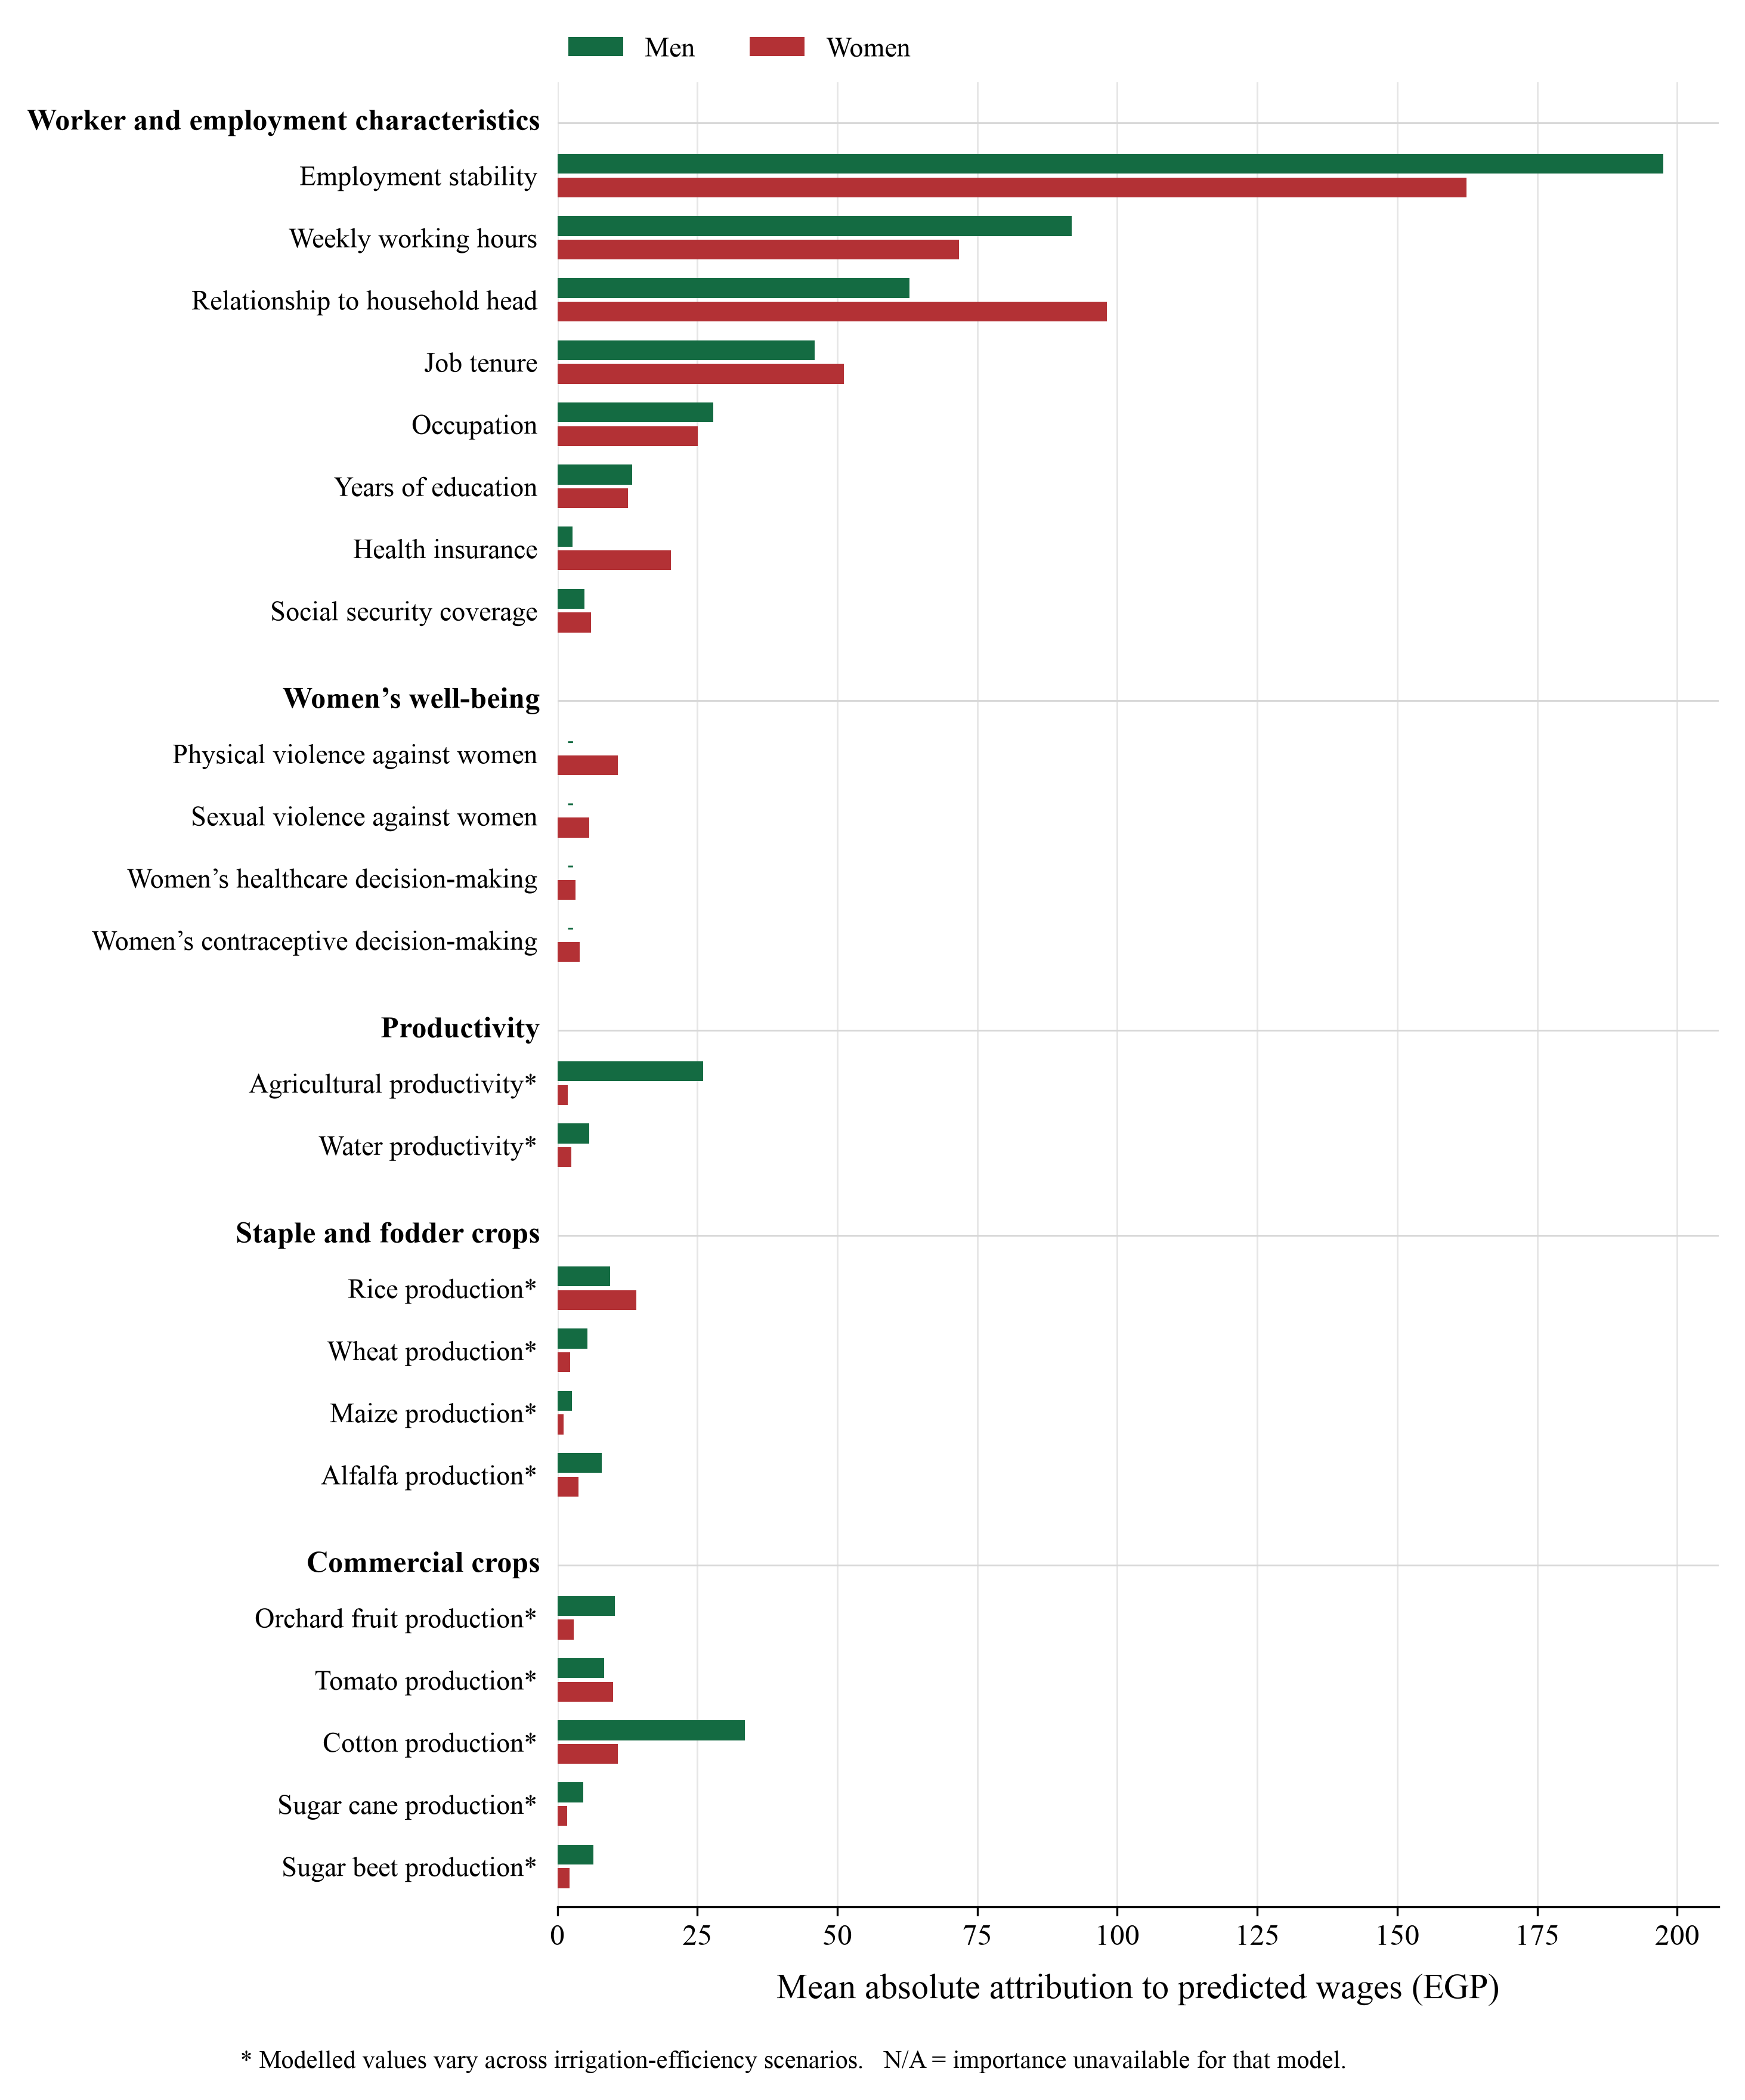 Men Women
Worker and employment characteristics
Employment stability
Weekly working hours
Relationship to household head
Job tenure
Occupation
Years of education
Health insurance
Social security coverage
Women’s well-being
Physical violence against women
-
Sexual violence against women
-
Women’s healthcare decision-making
-
Women’s contraceptive decision-making
-
Productivity
Agricultural productivity*
Water productivity*
Staple and fodder crops
Rice production*
Wheat production*
Maize production*
Alfalfa production*
Commercial crops
Orchard fruit production*
Tomato production*
Cotton production*
Sugar cane production*
Sugar beet production*
0 25 50 75 100 125 150 175 200
Mean absolute attribution to predicted wages (EGP)
* Modelled values vary across irrigation-efficiency scenarios. N/A = importance unavailable for that model.